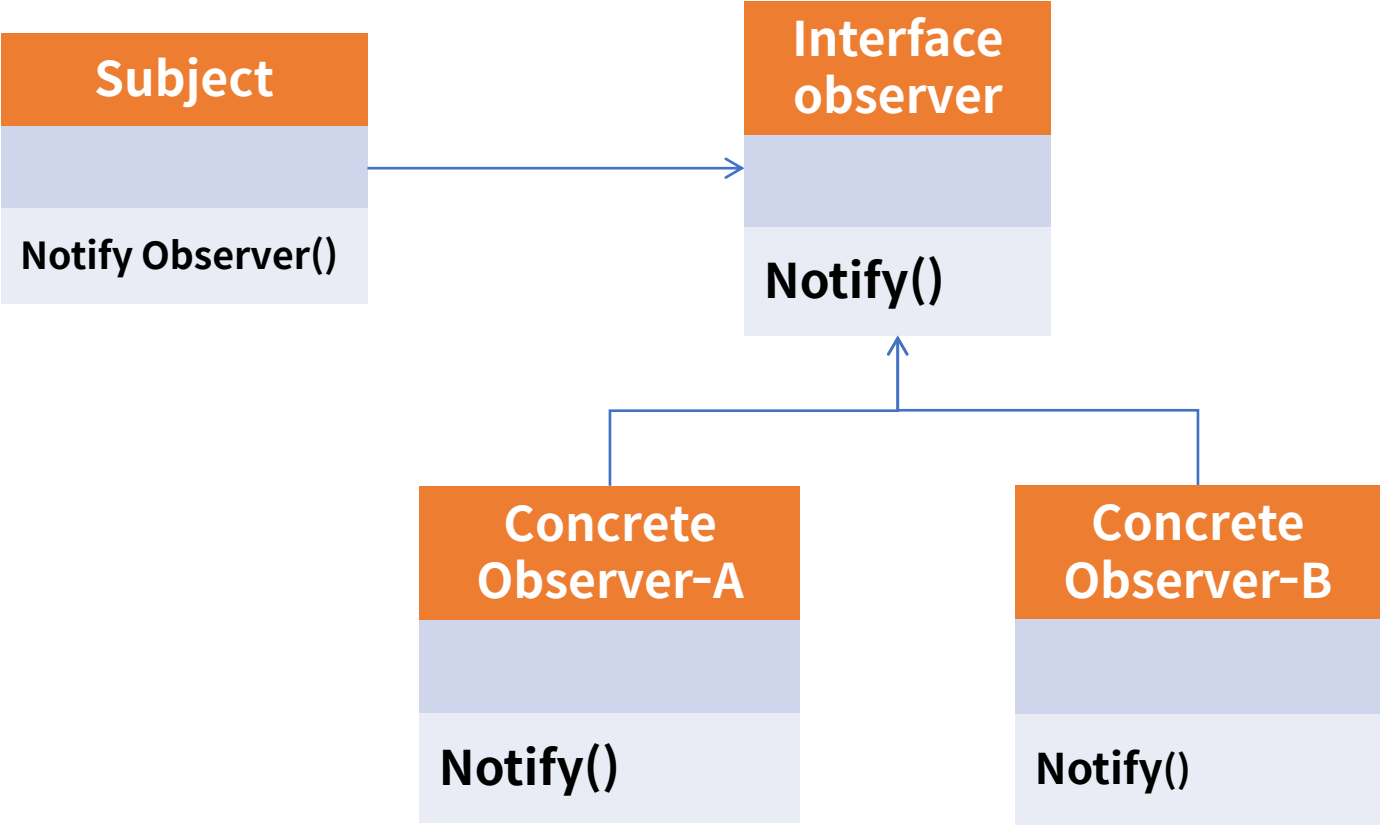 Subject
Notify Observer()
Interface
observer
Notify()
Concrete
Observer-A
Notify()
Concrete
Observer-B
Notify()